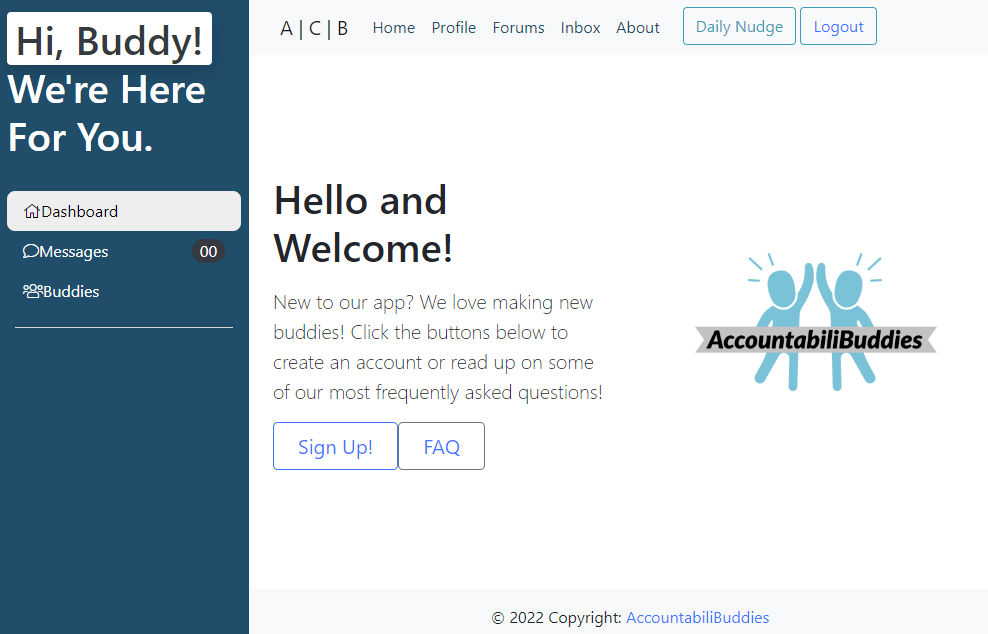 Hi, Buddy!
We're Here
For You.
Dashboard
Messages 00
Buddies
A | C | B Home Profile Forums Inbox About Daily Nudge Logout
Hello and
Welcome!
New to our app? We love making new
buddies! Click the buttons below to
create an account or read up on some
of our most frequently asked questions!
Sign Up! FAQ
AccountabiliBuddies
© 2022 Copyright: AccountabiliBuddies